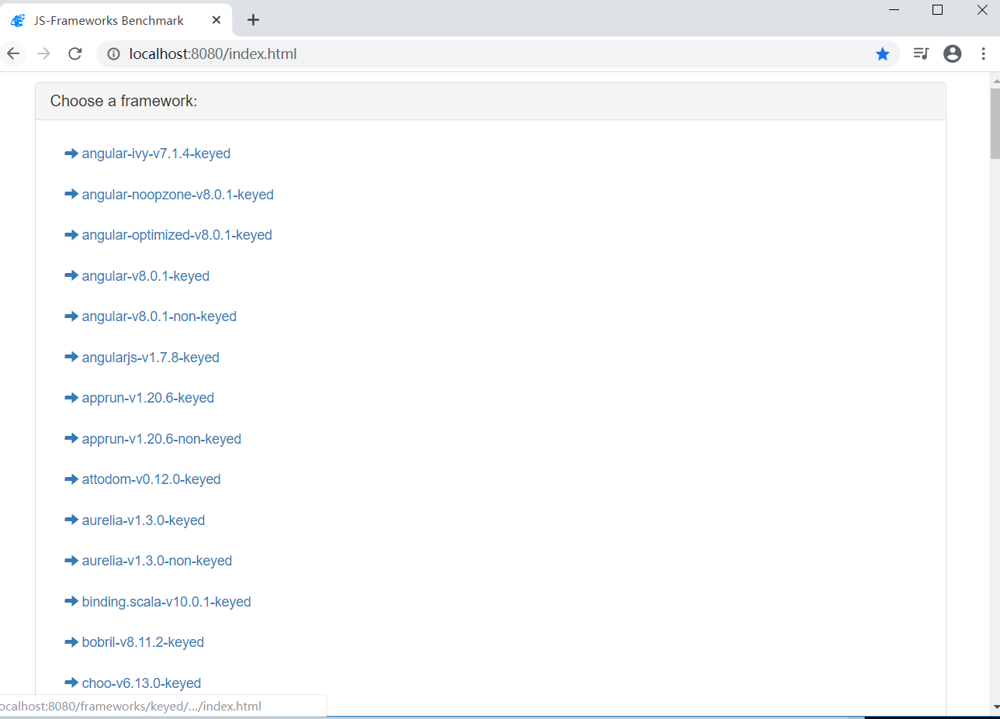 JS-Frameworks Benchmark
localhost:8080/index.html
Choose a framework:
angular-ivy-v7.1.4-keyed
angular-noopzone-v8.0.1-keyed
angular-optimized-v8.0.1-keyed
angular-v8.0.1-keyed
angular-v8.0.1-non-keyed
angularjs-v1.7.8-keyed
apprun-v1.20.6-keyed
apprun-v1.20.6-non-keyed
attodom-v0.12.0-keyed
aurelia-v1.3.0-keyed
aurelia-v1.3.0-non-keyed
binding.scala-v10.0.1-keyed
bobril-v8.11.2-keyed
choo-v6.13.0-keyed
ocalhost:8080/frameworks/keyed/.../index.html